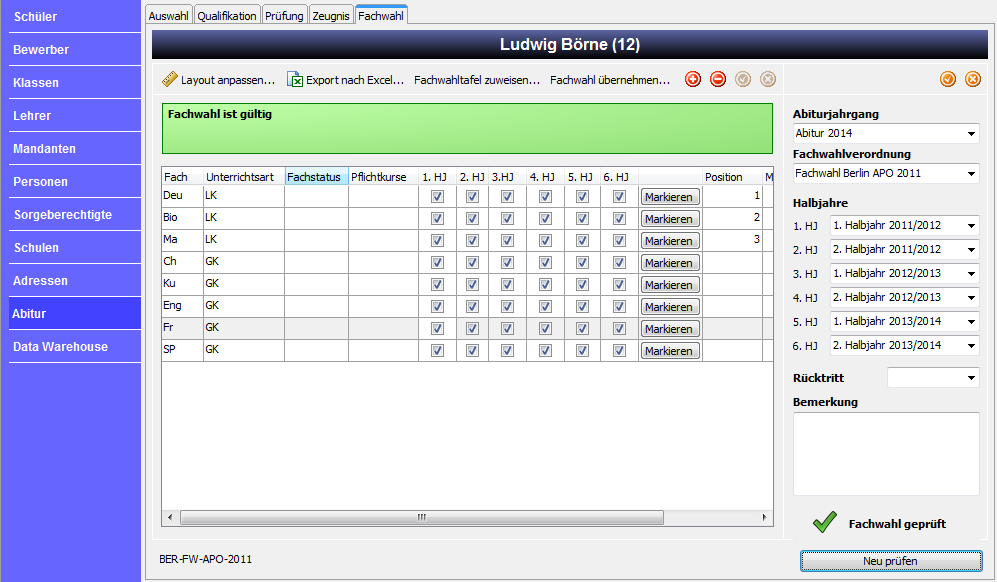 Schüler
Bewerber
Klassen
Lehrer
Mandanten
Personen
Sorgeberechtigte
Schulen
Adressen
Abitur
Data Warehouse
Auswahl Qualifikation Prüfung Zeugnis Fachwahl
Ludwig Börne (12)
Layout anpassen... Export nach Excel... Fachwahltafel zuweisen... Fachwahl übernehmen...
Fachwahl ist gültig
Fach Unterrichtsart Fachstatus Pflichtkurse 1. HJ 2. HJ 3.HJ 4. HJ 5. HJ 6. HJ Position M
Deu LK Markieren 1
Bio LK Markieren 2
Ma LK Markieren 3
Ch GK Markieren
Ku GK Markieren
Eng GK Markieren
Fr GK Markieren
SP GK Markieren
BER-FW-APO-2011
Abiturjahrgang
Abitur 2014
Fachwahlverordnung
Fachwahl Berlin APO 2011
Halbjahre
1. HJ 1. Halbjahr 2011/2012
2. HJ 2. Halbjahr 2011/2012
3. HJ 1. Halbjahr 2012/2013
4. HJ 2. Halbjahr 2012/2013
5. HJ 1. Halbjahr 2013/2014
6. HJ 2. Halbjahr 2013/2014
Rücktritt
Bemerkung
Fachwahl geprüft
Neu prüfen